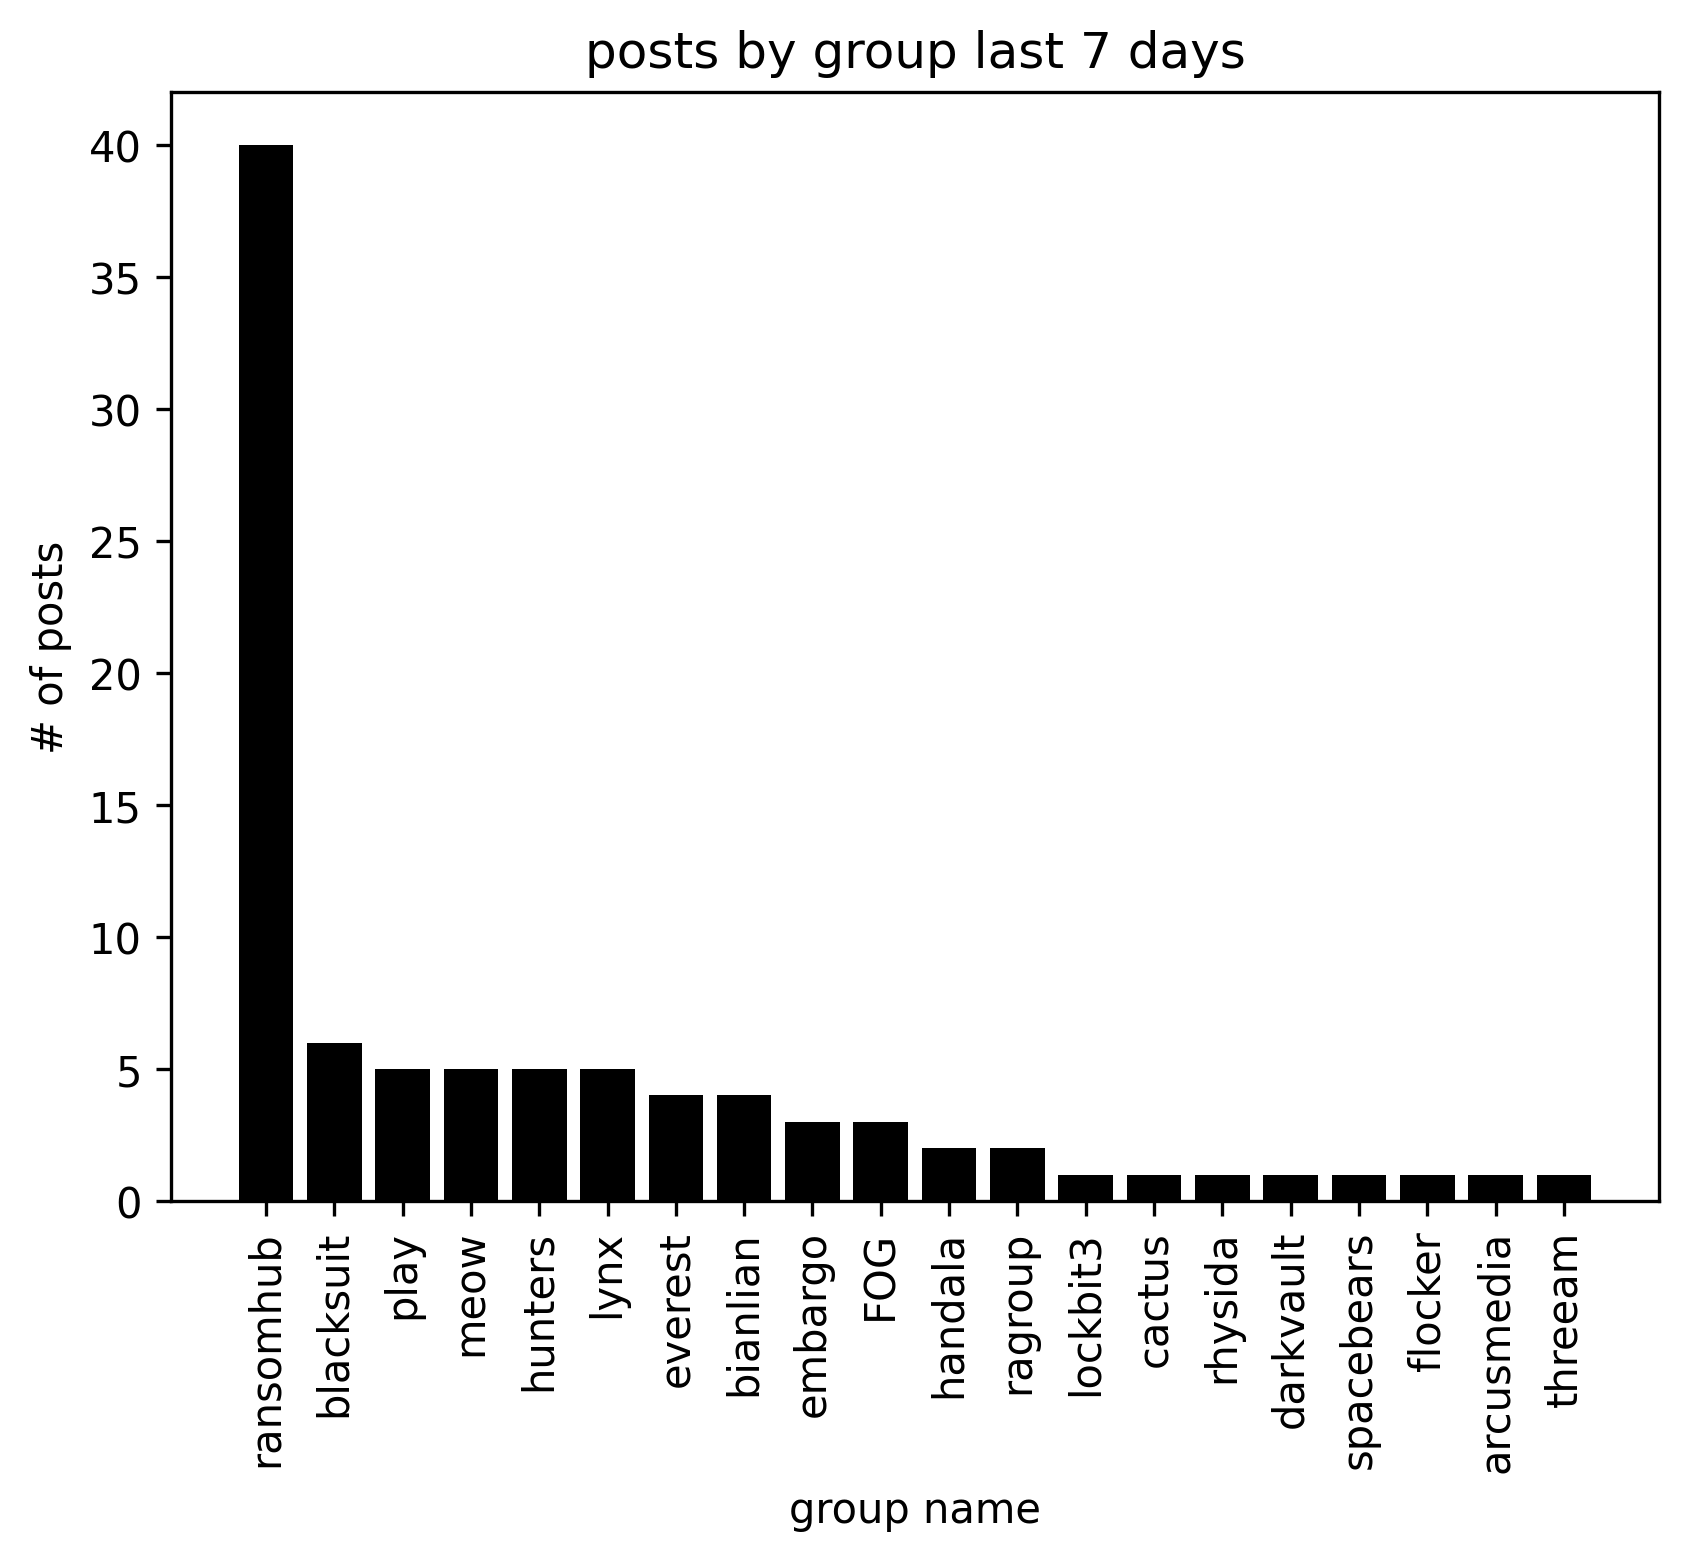 posts by group last 7 days
# of posts
40
35
30
25
20
15
10
5
0
ransomhub
blacksuit
play
meow
hunters
lynx
everest
bianlian
embargo
FOG
handala
ragroup
lockbit3
cactus
rhysida
darkvault
spacebears
flocker
arcusmedia
threeam
group name